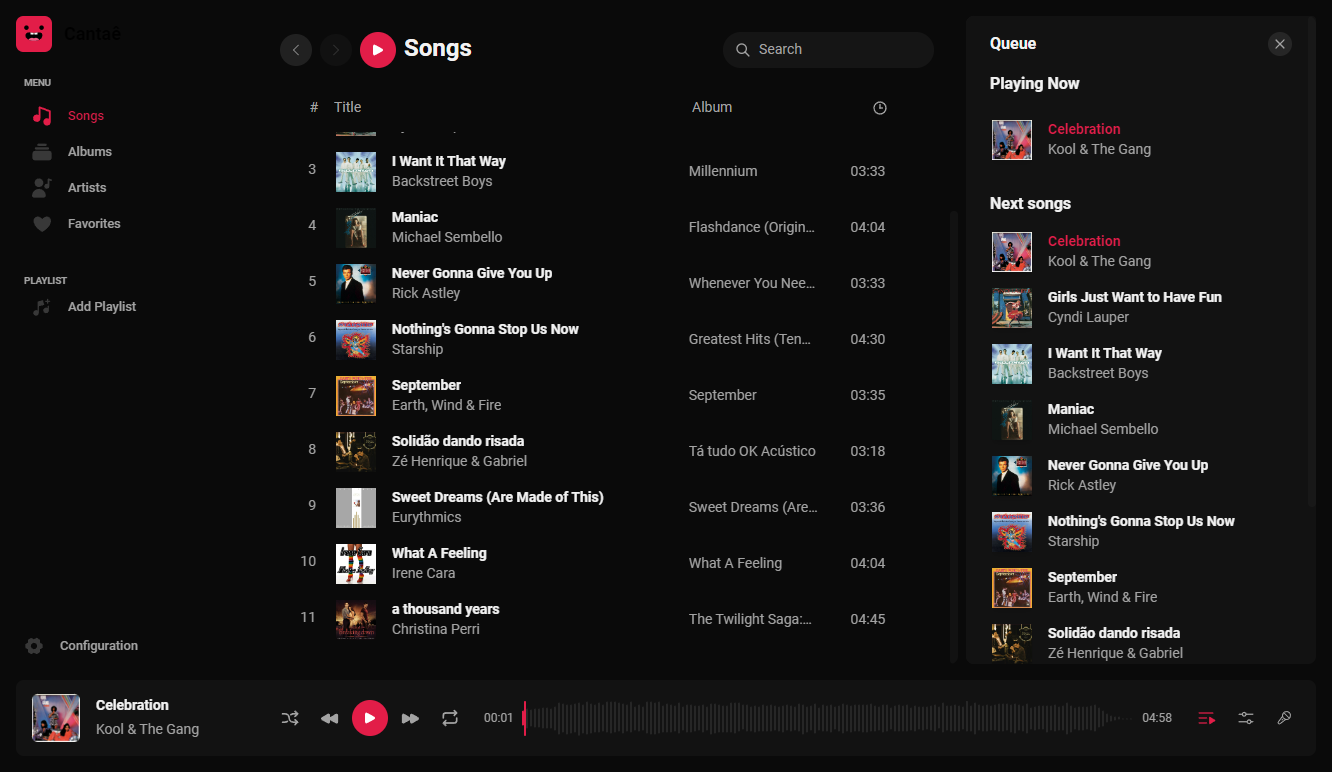 Cantaê
MENU
Songs
Albums
Artists
Favorites
PLAYLIST
Add Playlist
Configuration
Songs
Search
# Title Album
3 I Want It That Way Millennium 03:33
Backstreet Boys
4 Maniac Flashdance (Origin... 04:04
Michael Sembello
5 Never Gonna Give You Up Whenever You Nee... 03:33
Rick Astley
6 Nothing's Gonna Stop Us Now Greatest Hits (Ten... 04:30
Starship
7 September September 03:35
Earth, Wind & Fire
8 Solidão dando risada Tá tudo OK Acústico 03:18
Zé Henrique & Gabriel
9 Sweet Dreams (Are Made of This) Sweet Dreams (Are... 03:36
Eurythmics
10 What A Feeling What A Feeling 04:04
Irene Cara
11 a thousand years The Twilight Saga:... 04:45
Christina Perri
Queue
Playing Now
Celebration
Kool & The Gang
Next songs
Celebration
Kool & The Gang
Girls Just Want to Have Fun
Cyndi Lauper
I Want It That Way
Backstreet Boys
Maniac
Michael Sembello
Never Gonna Give You Up
Rick Astley
Nothing's Gonna Stop Us Now
Starship
September
Earth, Wind & Fire
Solidão dando risada
Zé Henrique & Gabriel
Celebration
Kool & The Gang
00:01
04:58